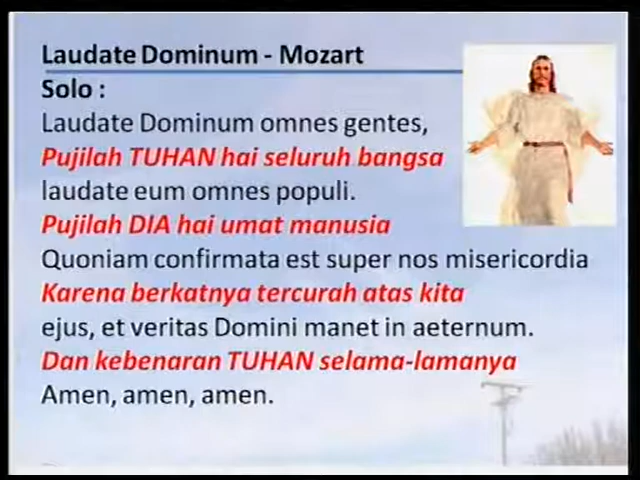 Laudate Dominum - Mozart
Solo :
Laudate Dominum omnes gentes,
Pujilah TUHAN hai seluruh bangsa
laudate eum omnes populi.
Pujilah DIA hai umat manusia
Quoniam confirmata est super nos misericordia
Karena berkatnya tercurah atas kita
ejus, et veritas Domini manet in aeternum.
Dan kebenaran TUHAN selama-lamanya
Amen, amen, amen.